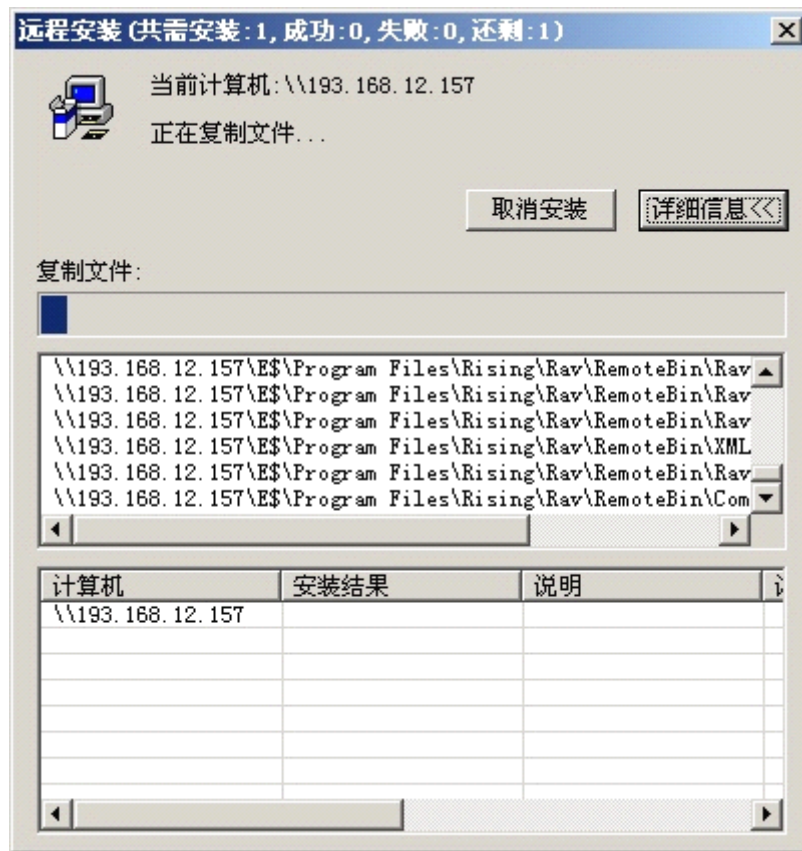 远程安装(共需安装:1,成功:0,失败:0,还剩:1)
当前计算机:\\193.168.12.157
正在复制文件...
取消安装 详细信息<<
复制文件:
\\193.168.12.157\E$\Program Files\Rising\Rav\RemoteBin\Rav
\\193.168.12.157\E$\Program Files\Rising\Rav\RemoteBin\Rav
\\193.168.12.157\E$\Program Files\Rising\Rav\RemoteBin\Rav
\\193.168.12.157\E$\Program Files\Rising\Rav\RemoteBin\XML
\\193.168.12.157\E$\Program Files\Rising\Rav\RemoteBin\Rav
\\193.168.12.157\E$\Program Files\Rising\Rav\RemoteBin\Com
计算机 安装结果 说明
\\193.168.12.157